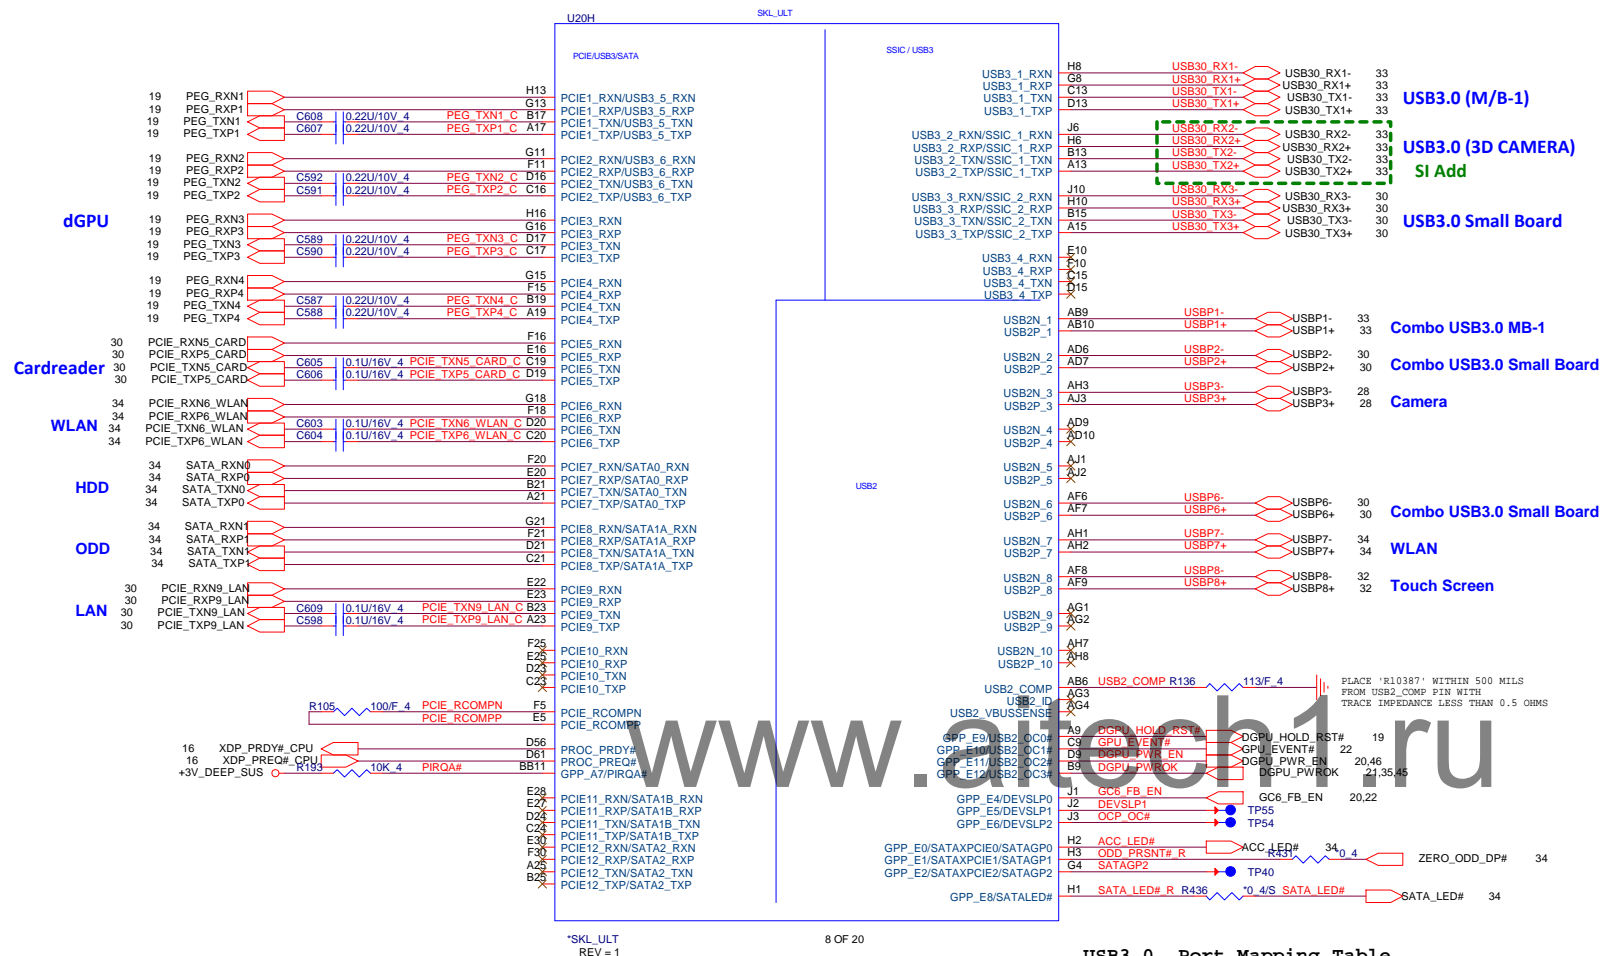 U20H
SKL_ULT
PCIE/USB3/SATA
SSIC / USB3
USB2
dGPU
19 PEG_RXN1 H13 PCIE1_RXN/USB3_5_RXN
19 PEG_RXP1 G13 PCIE1_RXP/USB3_5_RXP
19 PEG_TXN1 C608 0.22U/10V_4 PEG_TXN1_C B17 PCIE1_TXN/USB3_5_TXN
19 PEG_TXP1 C607 0.22U/10V_4 PEG_TXP1_C A17 PCIE1_TXP/USB3_5_TXP
19 PEG_RXN2 G11 PCIE2_RXN/USB3_6_RXN
19 PEG_RXP2 F11 PCIE2_RXP/USB3_6_RXP
19 PEG_TXN2 C592 0.22U/10V_4 PEG_TXN2_C D16 PCIE2_TXN/USB3_6_TXN
19 PEG_TXP2 C591 0.22U/10V_4 PEG_TXP2_C C16 PCIE2_TXP/USB3_6_TXP
19 PEG_RXN3 H16 PCIE3_RXN
19 PEG_RXP3 G16 PCIE3_RXP
19 PEG_TXN3 C589 0.22U/10V_4 PEG_TXN3_C D17 PCIE3_TXN
19 PEG_TXP3 C590 0.22U/10V_4 PEG_TXP3_C C17 PCIE3_TXP
19 PEG_RXN4 G15 PCIE4_RXN
19 PEG_RXP4 F15 PCIE4_RXP
19 PEG_TXN4 C587 0.22U/10V_4 PEG_TXN4_C B19 PCIE4_TXN
19 PEG_TXP4 C588 0.22U/10V_4 PEG_TXP4_C A19 PCIE4_TXP
Cardreader
30 PCIE_RXN5_CARD F16 PCIE5_RXN
30 PCIE_RXP5_CARD E16 PCIE5_RXP
30 PCIE_TXN5_CARD C605 0.1U/16V_4 PCIE_TXN5_CARD_C C19 PCIE5_TXN
30 PCIE_TXP5_CARD C606 0.1U/16V_4 PCIE_TXP5_CARD_C D19 PCIE5_TXP
WLAN
34 PCIE_RXN6_WLAN G18 PCIE6_RXN
34 PCIE_RXP6_WLAN F18 PCIE6_RXP
34 PCIE_TXN6_WLAN C603 0.1U/16V_4 PCIE_TXN6_WLAN_C D20 PCIE6_TXN
34 PCIE_TXP6_WLAN C604 0.1U/16V_4 PCIE_TXP6_WLAN_C C20 PCIE6_TXP
HDD
34 SATA_RXN0 F20 PCIE7_RXN/SATA0_RXN
34 SATA_RXP0 E20 PCIE7_RXP/SATA0_RXP
34 SATA_TXN0 B21 PCIE7_TXN/SATA0_TXN
34 SATA_TXP0 A21 PCIE7_TXP/SATA0_TXP
ODD
34 SATA_RXN1 G21 PCIE8_RXN/SATA1A_RXN
34 SATA_RXP1 F21 PCIE8_RXP/SATA1A_RXP
34 SATA_TXN1 D21 PCIE8_TXN/SATA1A_TXN
34 SATA_TXP1 C21 PCIE8_TXP/SATA1A_TXP
LAN
30 PCIE_RXN9_LAN E22 PCIE9_RXN
30 PCIE_RXP9_LAN E23 PCIE9_RXP
30 PCIE_TXN9_LAN C609 0.1U/16V_4 PCIE_TXN9_LAN_C B23 PCIE9_TXN
30 PCIE_TXP9_LAN C598 0.1U/16V_4 PCIE_TXP9_LAN_C A23 PCIE9_TXP
F25 PCIE10_RXN
E25 PCIE10_RXP
D23 PCIE10_TXN
C23 PCIE10_TXP
R105 100/F_4 PCIE_RCOMPN F5 PCIE_RCOMPN
PCIE_RCOMPP E5 PCIE_RCOMPP
16 XDP_PRDY#_CPU D56 PROC_PRDY#
16 XDP_PREQ#_CPU D61 PROC_PREQ#
+3V_DEEP_SUS R193 10K_4 PIRQA# BB11 GPP_A7/PIRQA#
E28 PCIE11_RXN/SATA1B_RXN
E27 PCIE11_RXP/SATA1B_RXP
D24 PCIE11_TXN/SATA1B_TXN
C24 PCIE11_TXP/SATA1B_TXP
E30 PCIE12_RXN/SATA2_RXN
F30 PCIE12_RXP/SATA2_RXP
A25 PCIE12_TXN/SATA2_TXN
B25 PCIE12_TXP/SATA2_TXP
USB3_1_RXN H8 USB30_RX1- USB30_RX1- 33
USB3_1_RXP G8 USB30_RX1+ USB30_RX1+ 33
USB3_1_TXN C13 USB30_TX1- USB30_TX1- 33
USB3_1_TXP D13 USB30_TX1+ USB30_TX1+ 33
USB3.0 (M/B-1)
USB3_2_RXN/SSIC_1_RXN J6 USB30_RX2- USB30_RX2- 33
USB3_2_RXP/SSIC_1_RXP H6 USB30_RX2+ USB30_RX2+ 33
USB3_2_TXN/SSIC_1_TXN B13 USB30_TX2- USB30_TX2- 33
USB3_2_TXP/SSIC_1_TXP A13 USB30_TX2+ USB30_TX2+ 33
USB3.0 (3D CAMERA)
SI Add
USB3_3_RXN/SSIC_2_RXN J10 USB30_RX3- USB30_RX3- 30
USB3_3_RXP/SSIC_2_RXP H10 USB30_RX3+ USB30_RX3+ 30
USB3_3_TXN/SSIC_2_TXN B15 USB30_TX3- USB30_TX3- 30
USB3_3_TXP/SSIC_2_TXP A15 USB30_TX3+ USB30_TX3+ 30
USB3.0 Small Board
USB3_4_RXN E10
USB3_4_RXP F10
USB3_4_TXN C15
USB3_4_TXP D15
USB2N_1 AB9 USBP1- USBP1- 33
USB2P_1 AB10 USBP1+ USBP1+ 33
Combo USB3.0 MB-1
USB2N_2 AD6 USBP2- USBP2- 30
USB2P_2 AD7 USBP2+ USBP2+ 30
Combo USB3.0 Small Board
USB2N_3 AH3 USBP3- USBP3- 28
USB2P_3 AJ3 USBP3+ USBP3+ 28
Camera
USB2N_4 AD9
USB2P_4 AD10
USB2N_5 AJ1
USB2P_5 AJ2
USB2N_6 AF6 USBP6- USBP6- 30
USB2P_6 AF7 USBP6+ USBP6+ 30
Combo USB3.0 Small Board
USB2N_7 AH1 USBP7- USBP7- 34
USB2P_7 AH2 USBP7+ USBP7+ 34
WLAN
USB2N_8 AF8 USBP8- USBP8- 32
USB2P_8 AF9 USBP8+ USBP8+ 32
Touch Screen
USB2N_9 AG1
USB2P_9 AG2
USB2N_10 AH7
USB2P_10 AH8
USB2_COMP AB6 USB2_COMP R136 113/F_4
USB2_ID AG3
USB2_VBUSSENSE AG4
PLACE 'R10387' WITHIN 500 MILS
FROM USB2_COMP PIN WITH
TRACE IMPEDANCE LESS THAN 0.5 OHMS
GPP_E9/USB2_OC0# A9 DGPU_HOLD_RST# DGPU_HOLD_RST# 19
GPP_E10/USB2_OC1# C9 GPU_EVENT# GPU_EVENT# 22
GPP_E11/USB2_OC2# D9 DGPU_PWR_EN DGPU_PWR_EN 20,46
GPP_E12/USB2_OC3# B9 DGPU_PWROK DGPU_PWROK 21,35,45
GPP_E4/DEVSLP0 J1 GC6_FB_EN GC6_FB_EN 20,22
GPP_E5/DEVSLP1 J2 DEVSLP1 TP55
GPP_E6/DEVSLP2 J3 OCP_OC# TP54
GPP_E0/SATAXPCIE0/SATAGP0 H2 ACC_LED# ACC_LED# 34
GPP_E1/SATAXPCIE1/SATAGP1 H3 ODD_PRSNT#_R R431 *0_4 ZERO_ODD_DP# 34
GPP_E2/SATAXPCIE2/SATAGP2 G4 SATAGP2 TP40
GPP_E8/SATALED# H1 SATA_LED#_R R436 *0_4/S SATA_LED# SATA_LED# 34
www.aitech1.ru
*SKL_ULT
REV = 1
8 OF 20
USB3.0 Port Mapping Table